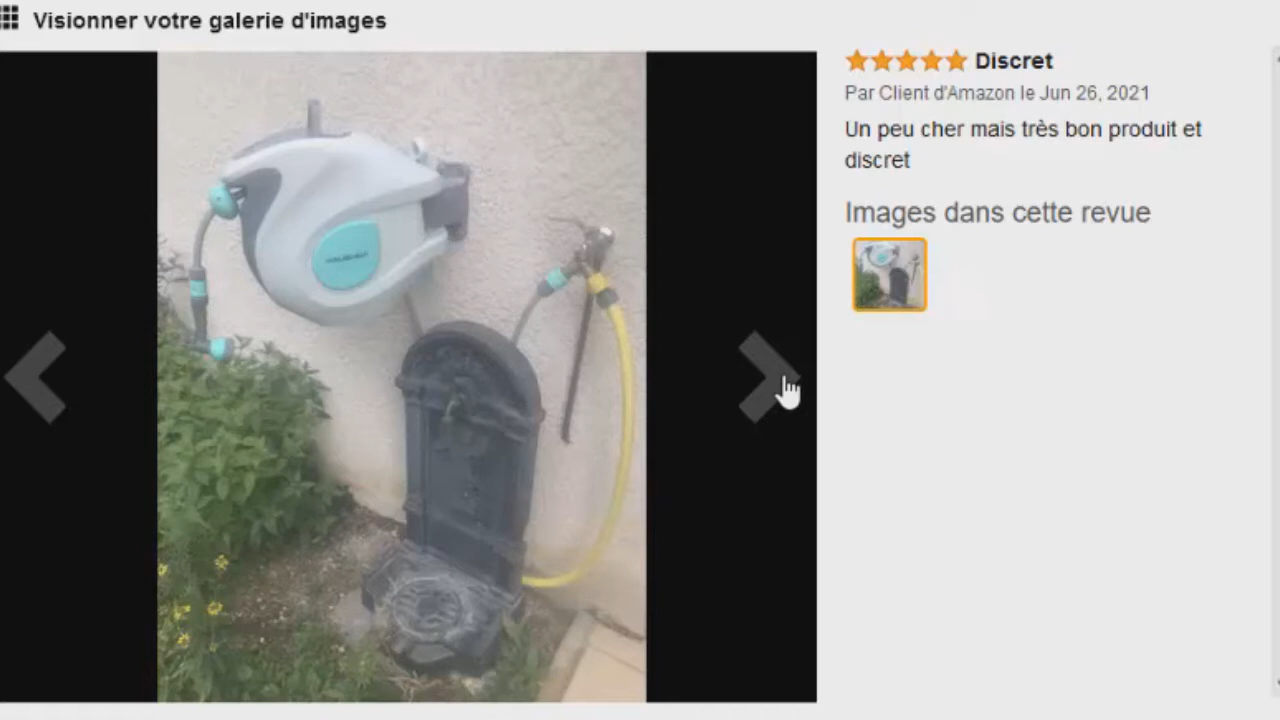 Visionner votre galerie d'images
Discret
Par Client d'Amazon le Jun 26, 2021
Un peu cher mais très bon produit et
discret
Images dans cette revue